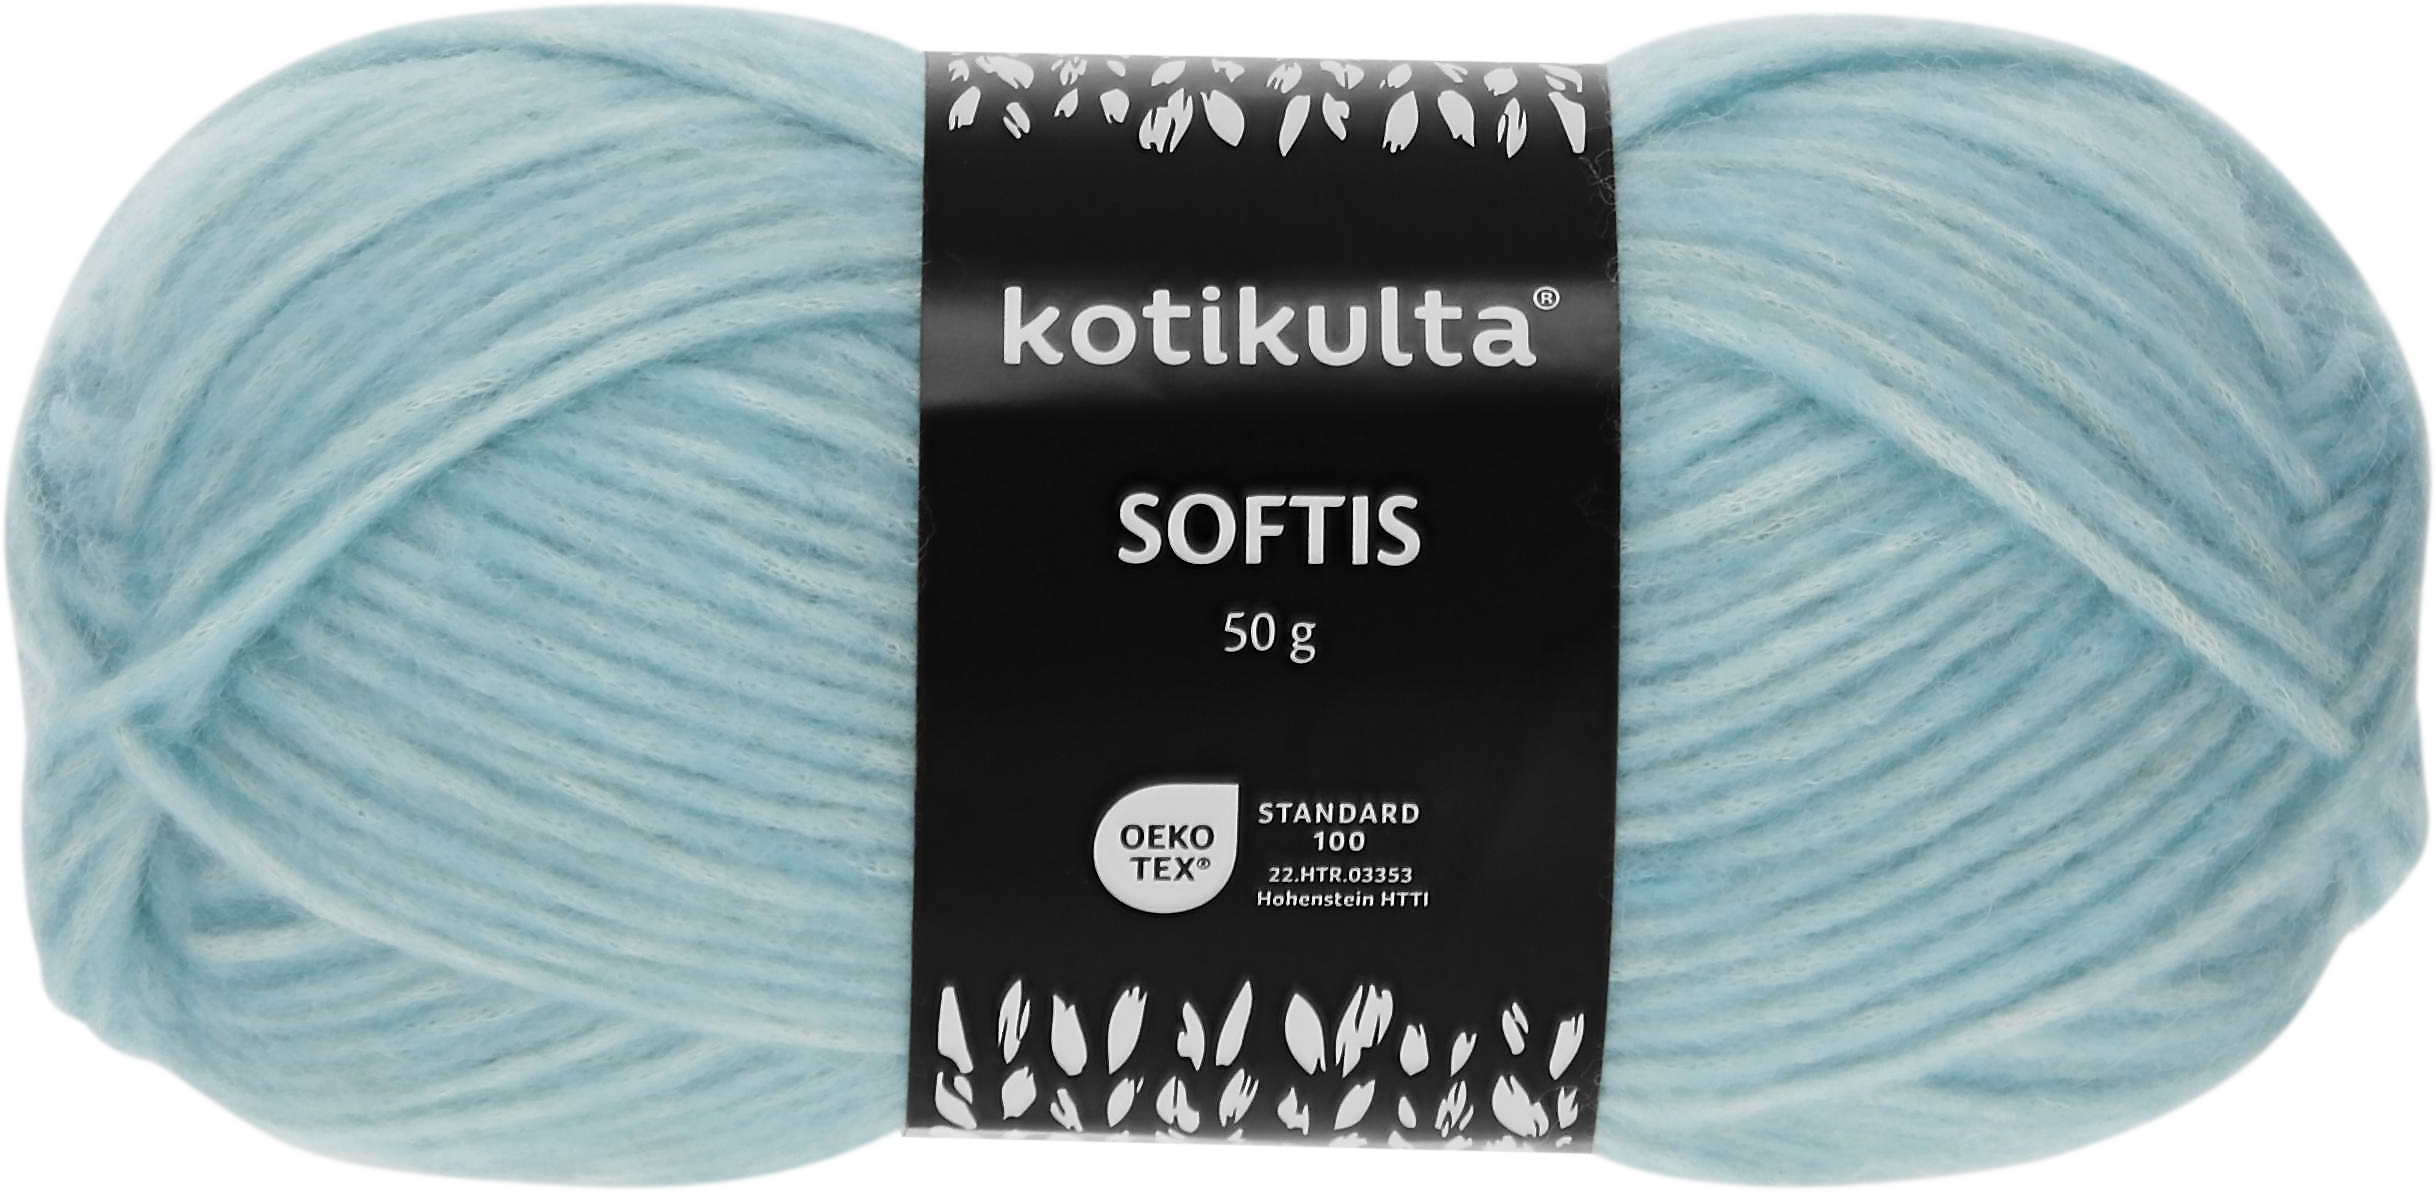 kotikulta®
SOFTIS
50 g
OEKO
TEX®
STANDARD
100
22.HTR.03353
Hohenstein HTTI